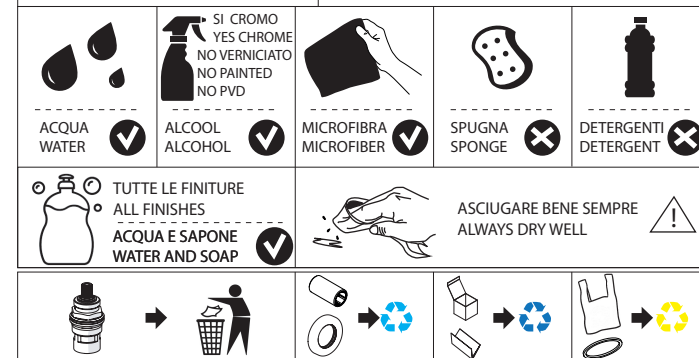 SI CROMO
YES CHROME
NO VERNICIATO
NO PAINTED
NO PVD
ACQUA
WATER
ALCOOL
ALCOHOL
MICROFIBRA
MICROFIBER
SPUGNA
SPONGE
DETERGENTI
DETERGENT
TUTTE LE FINITURE
ALL FINISHES
ACQUA E SAPONE
WATER AND SOAP
ASCIUGARE BENE SEMPRE
ALWAYS DRY WELL
!